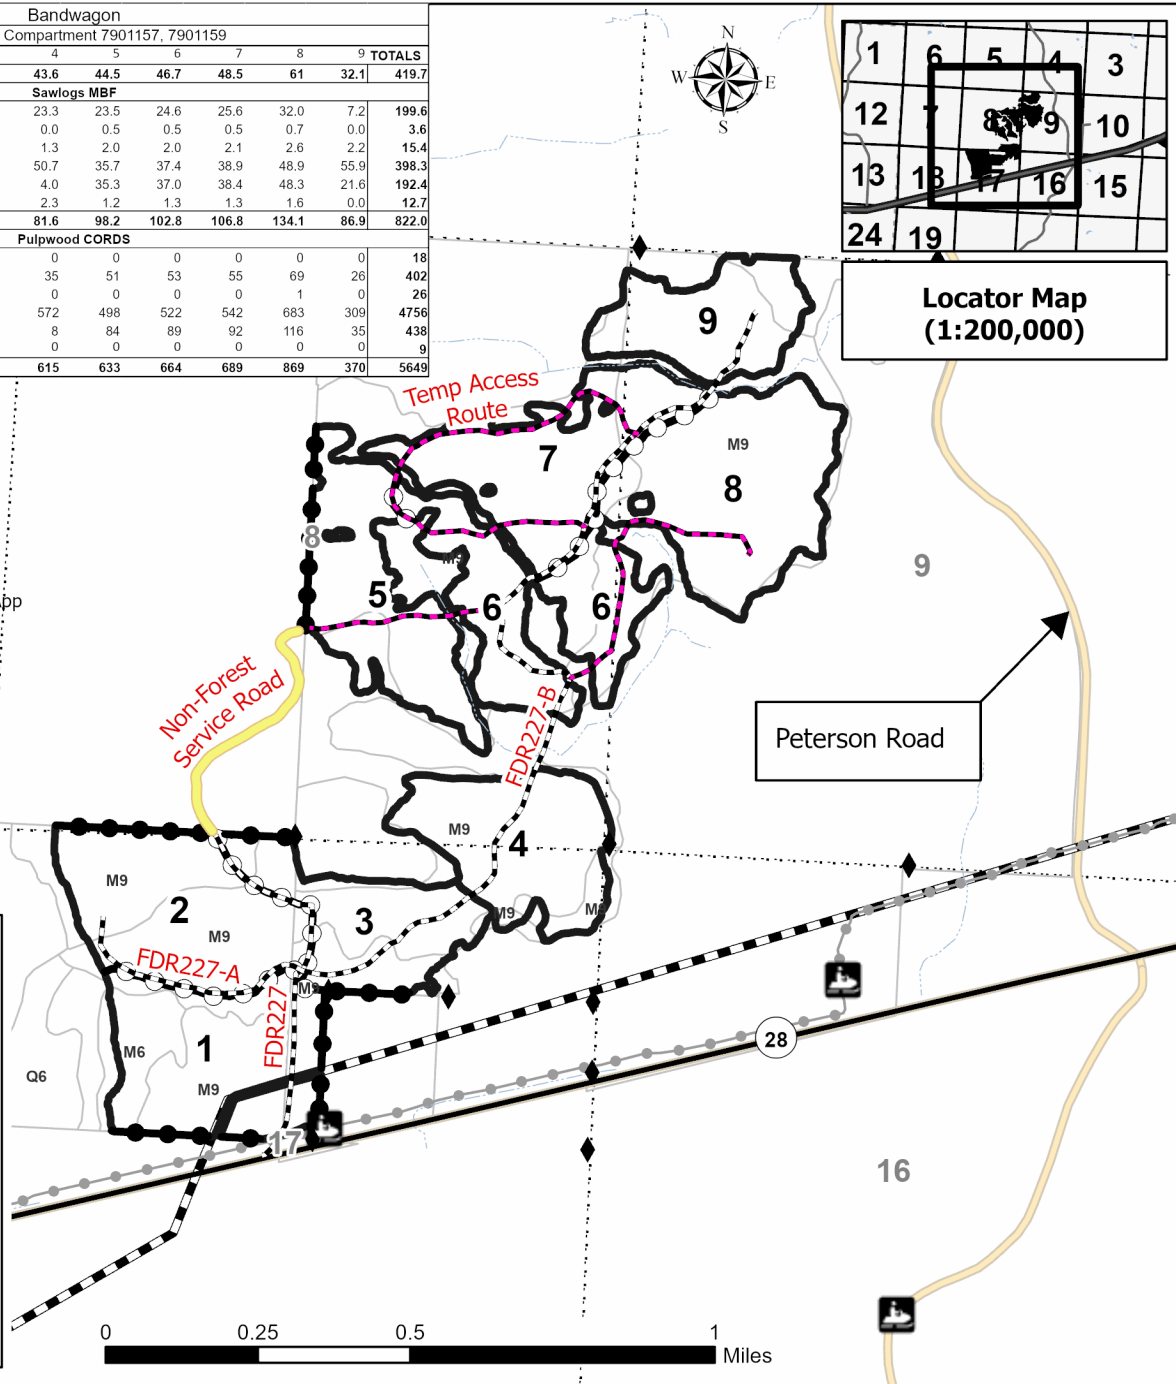 Bandwagon
Compartment 7901157, 7901159
4 5 6 7 8 9 TOTALS
43.6 44.5 46.7 48.5 61 32.1 419.7
Sawlogs MBF
23.3 23.5 24.6 25.6 32.0 7.2 199.6
0.0 0.5 0.5 0.5 0.7 0.0 3.6
1.3 2.0 2.0 2.1 2.6 2.2 15.4
50.7 35.7 37.4 38.9 48.9 55.9 398.3
4.0 35.3 37.0 38.4 48.3 21.6 192.4
2.3 1.2 1.3 1.3 1.6 0.0 12.7
81.6 98.2 102.8 106.8 134.1 86.9 822.0
Pulpwood CORDS
0 0 0 0 0 0 18
35 51 53 55 69 26 402
0 0 0 0 1 0 26
572 498 522 542 683 309 4756
8 84 89 92 116 35 438
0 0 0 0 0 0 9
615 633 664 689 869 370 5649
N
W E
S
1 6 5 4 3
12 7 8 9 10
13 18 17 16 15
24 19
Locator Map
(1:200,000)
9
Temp Access
Route
7
M9
8
8
M9
9
5
6
6
Non-Forest
Service Road
FDR227-B
Peterson Road
M9
4
M9
2
M9
3
M9
FDR227-A
M9
FDR227
1
M6
Q6
M9
28
17
16
0 0.25 0.5 1
Miles